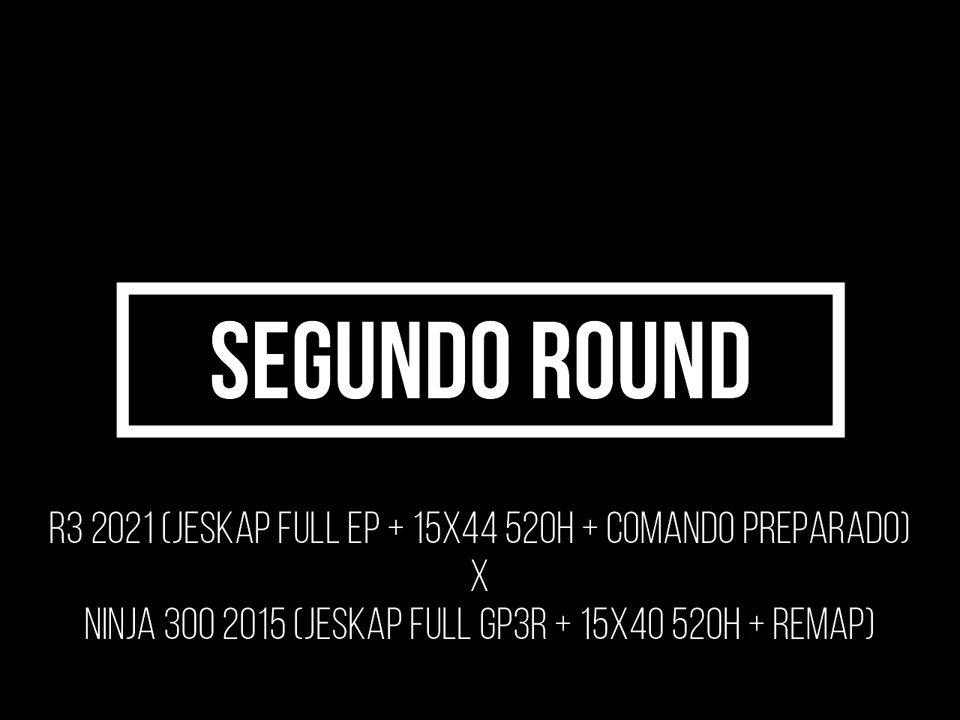 SEGUNDO ROUND
R3 2021 (JESKAP FULL EP + 15X44 520H + COMANDO PREPARADO)
X
NINJA 300 2015 (JESKAP FULL GP3R + 15X40 520H + REMAP)